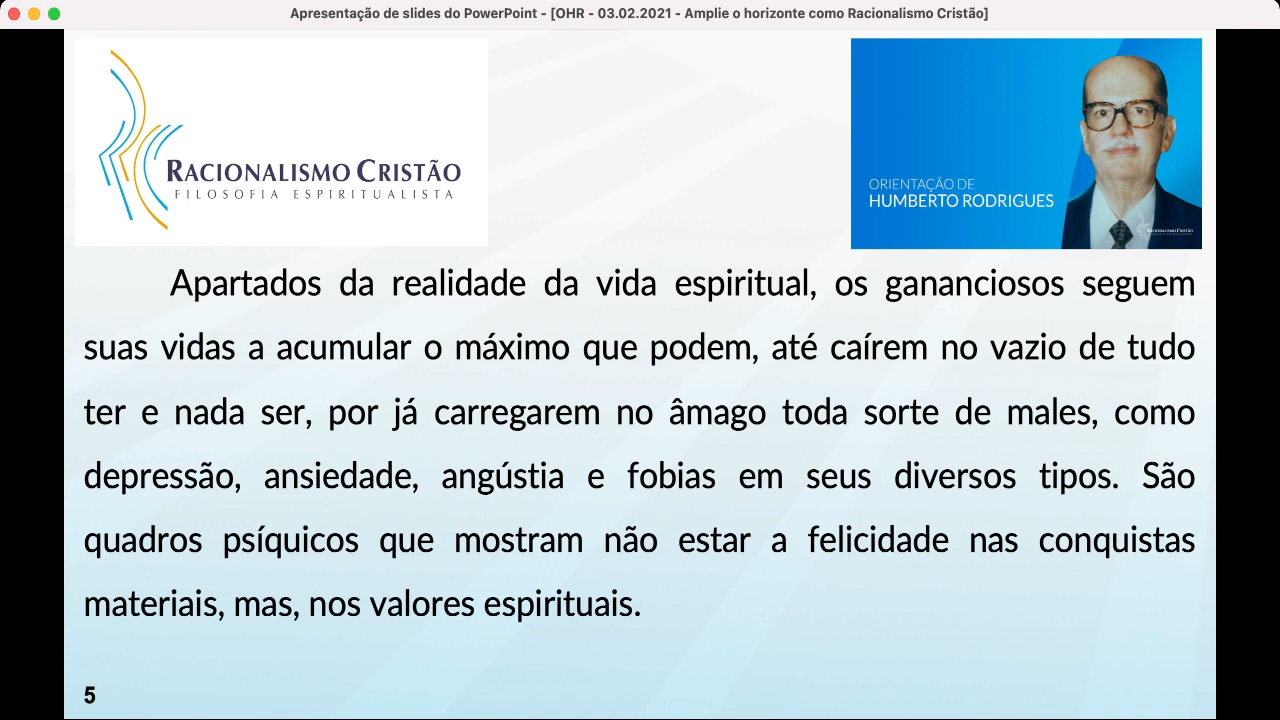 Apresentação de slides do PowerPoint - [OHR - 03.02.2021 - Amplie o horizonte como Racionalismo Cristão]
RACIONALISMO CRISTÃO
FILOSOFIA ESPIRITUALISTA
ORIENTAÇÃO DE
HUMBERTO RODRIGUES
RACIONALISMO CRISTÃO
Apartados da realidade da vida espiritual, os gananciosos seguem
suas vidas a acumular o máximo que podem, até caírem no vazio de tudo
ter e nada ser, por já carregarem no âmago toda sorte de males, como
depressão, ansiedade, angústia e fobias em seus diversos tipos. São
quadros psíquicos que mostram não estar a felicidade nas conquistas
materiais, mas, nos valores espirituais.
5